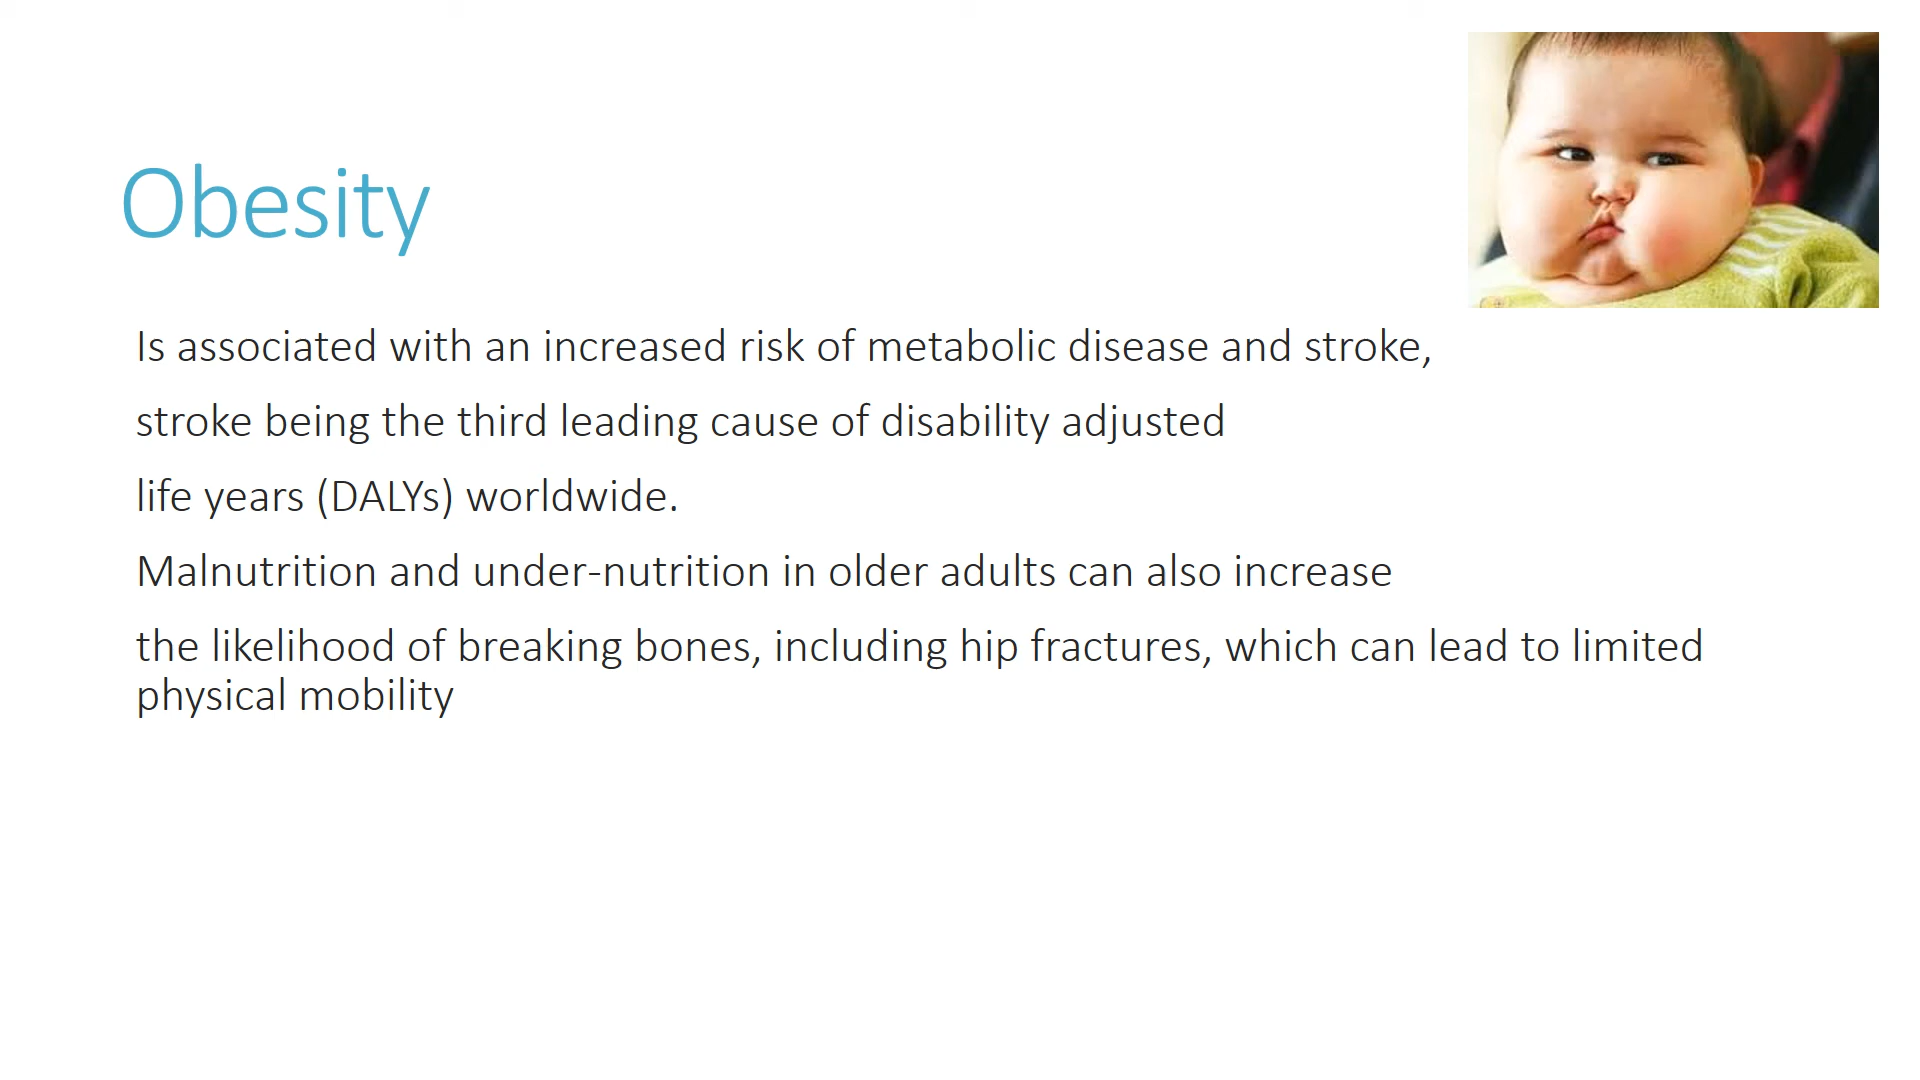 Obesity
Is associated with an increased risk of metabolic disease and stroke,
stroke being the third leading cause of disability adjusted
life years (DALYs) worldwide.
Malnutrition and under-nutrition in older adults can also increase
the likelihood of breaking bones, including hip fractures, which can lead to limited
physical mobility